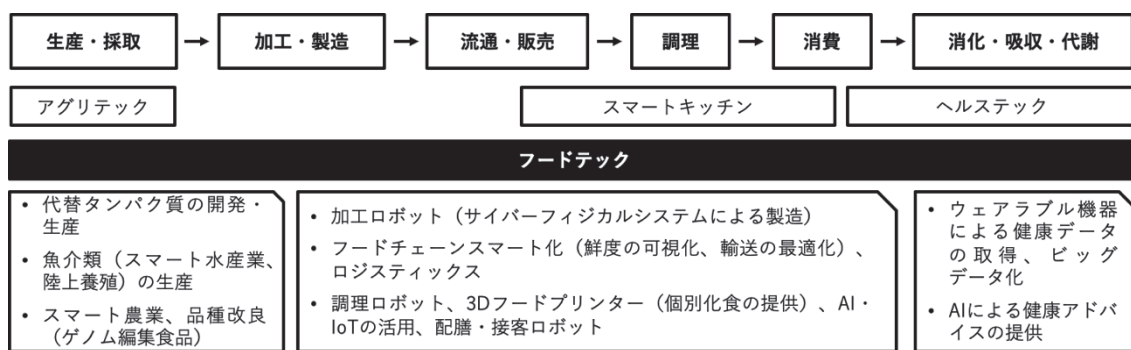 生産・採取 → 加工・製造 → 流通・販売 → 調理 → 消費 → 消化・吸収・代謝
アグリテック スマートキッチン ヘルステック
フードテック
• 代替タンパク質の開発・
生産
• 魚介類（スマート水産業、
陸上養殖）の生産
• スマート農業、品種改良
（ゲノム編集食品）
• 加工ロボット（サイバーフィジカルシステムによる製造）
• フードチェーンスマート化（鮮度の可視化、輸送の最適化）、
ロジスティックス
• 調理ロボット、3Dフードプリンター（個別化食の提供）、AI・
IoTの活用、配膳・接客ロボット
• ウェアラブル機器
による健康データ
の取得、ビッグ
データ化
• AIによる健康アドバ
イスの提供